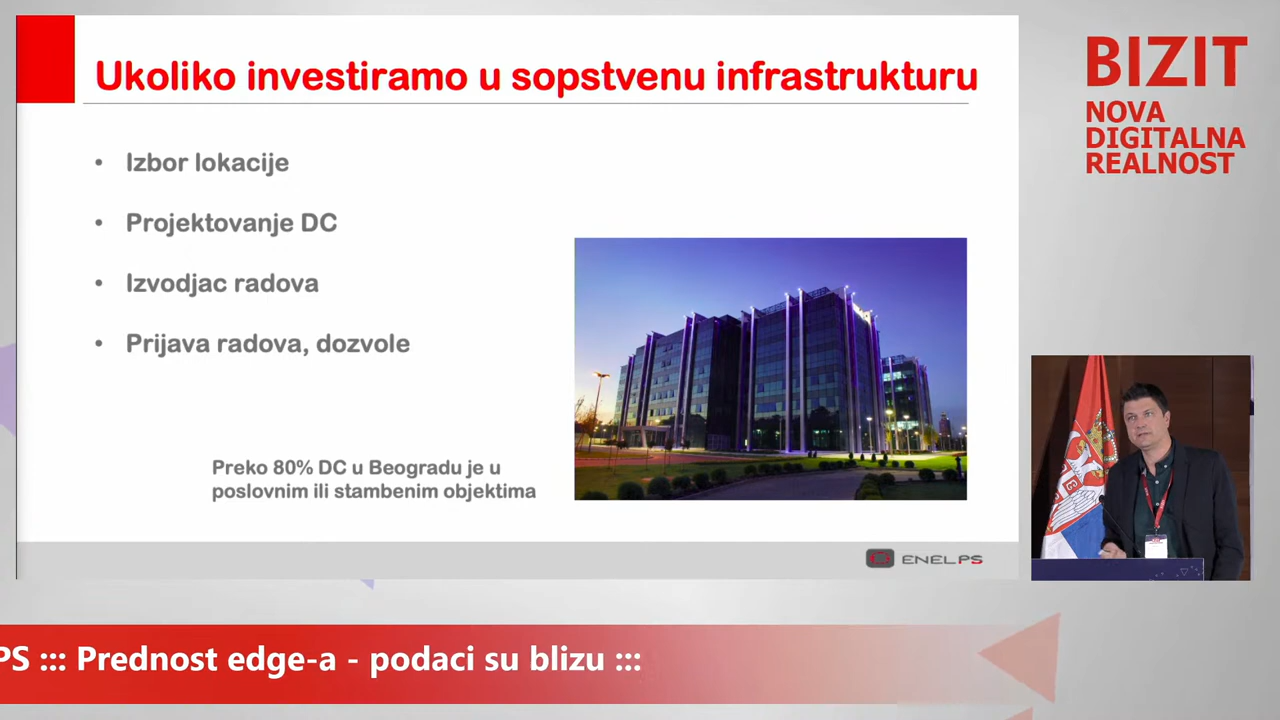 Ukoliko investiramo u sopstvenu infrastrukturu
• Izbor lokacije
• Projektovanje DC
• Izvodjac radova
• Prijava radova, dozvole
Preko 80% DC u Beogradu je u
poslovnim ili stambenim objektima
ENEL PS
BIZIT
NOVA
DIGITALNA
REALNOST
PS ::: Prednost edge-a - podaci su blizu :::